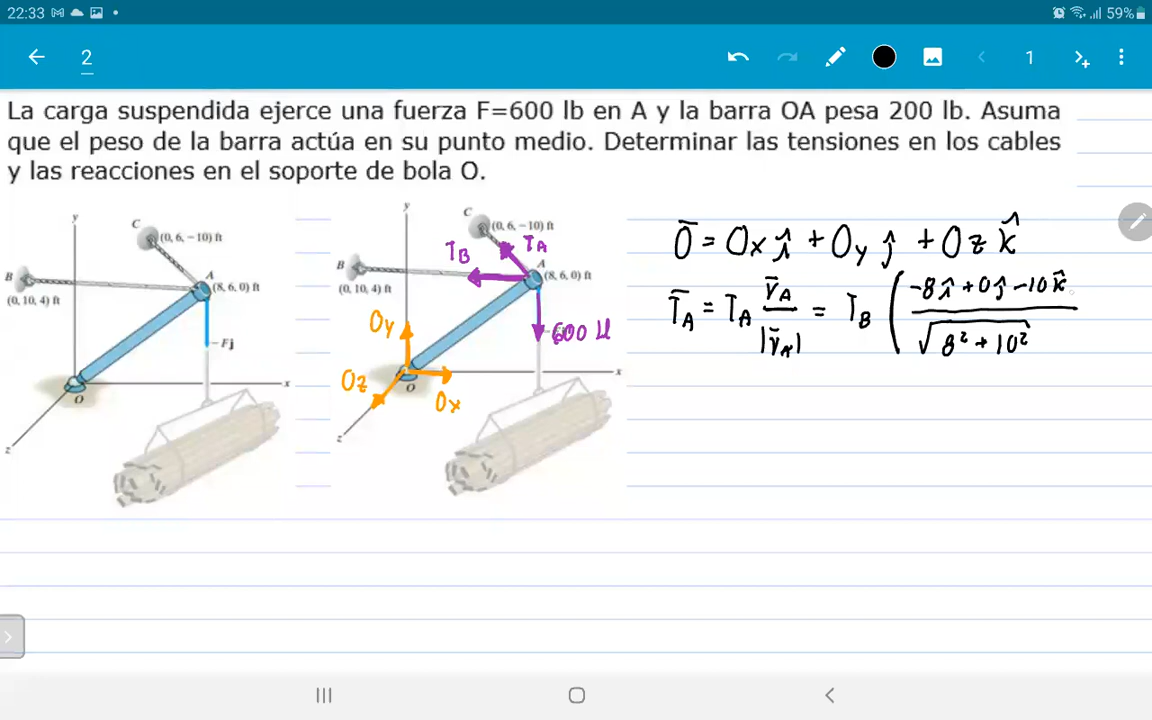 22:33
59%
2
1
La carga suspendida ejerce una fuerza F=600 lb en A y la barra OA pesa 200 lb. Asuma
que el peso de la barra actúa en su punto medio. Determinar las tensiones en los cables
y las reacciones en el soporte de bola O.
y
C
(0, 6, –10) ft
B
A
(8, 6, 0) ft
(0, 10, 4) ft
– Fj
x
O
z
y
C
(0, 6, –10) ft
TB
TA
B
A
(8, 6, 0) ft
(0, 10, 4) ft
Oy
600 lb
Oz
x
O
Ox
z
Ō = Ox î + Oy ĵ + Oz k̂
T̄A = TA v̄A / |v̄A| = TB ( (-8î + 0ĵ - 10k̂) / √(8² + 10²)